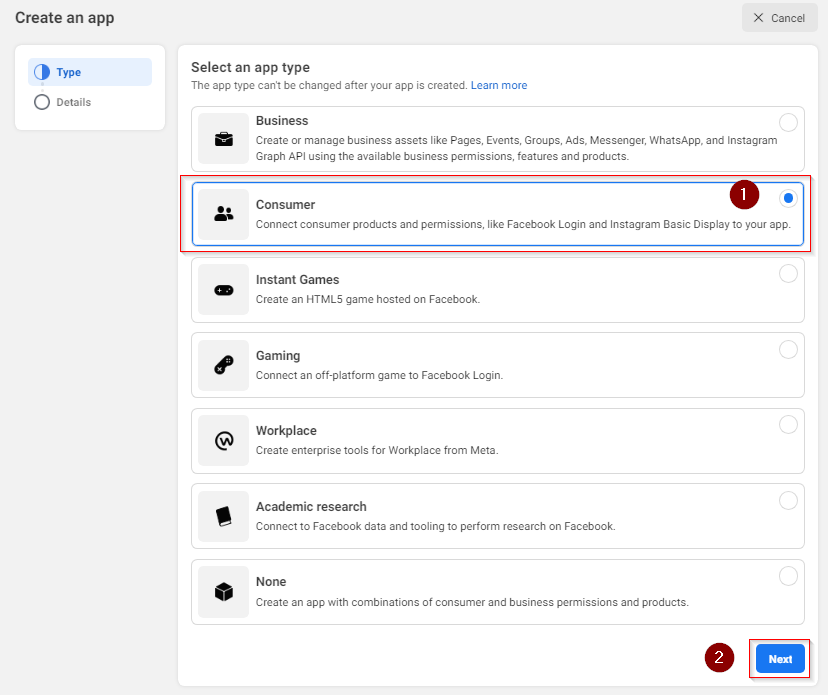 Create an app
Cancel
Type
Details
Select an app type
The app type can't be changed after your app is created. Learn more
Business
Create or manage business assets like Pages, Events, Groups, Ads, Messenger, WhatsApp, and Instagram
Graph API using the available business permissions, features and products.
1
Consumer
Connect consumer products and permissions, like Facebook Login and Instagram Basic Display to your app.
Instant Games
Create an HTML5 game hosted on Facebook.
Gaming
Connect an off-platform game to Facebook Login.
Workplace
Create enterprise tools for Workplace from Meta.
Academic research
Connect to Facebook data and tooling to perform research on Facebook.
None
Create an app with combinations of consumer and business permissions and products.
2
Next